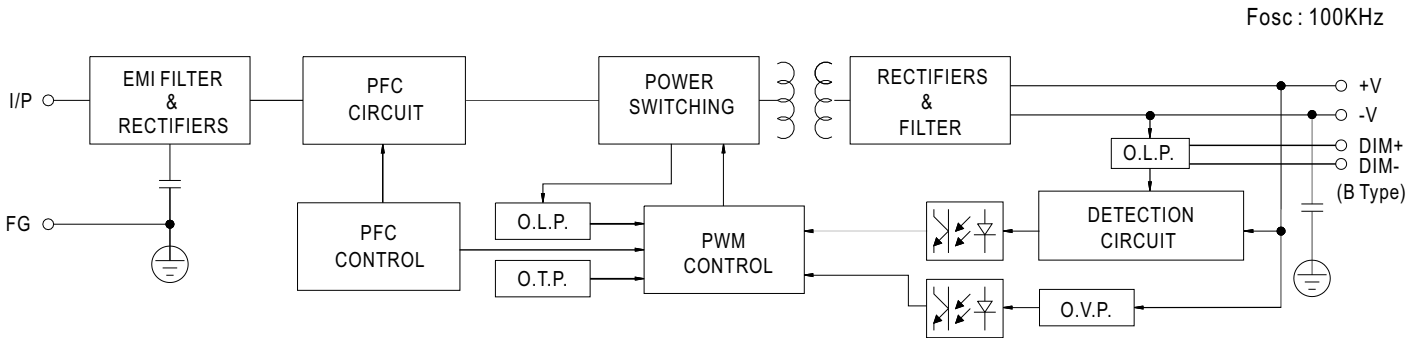 Fosc : 100KHz
I/P
EMI FILTER
&
RECTIFIERS
PFC
CIRCUIT
POWER
SWITCHING
RECTIFIERS
&
FILTER
+V
-V
DIM+
DIM-
(B Type)
O.L.P.
FG
PFC
CONTROL
O.L.P.
O.T.P.
PWM
CONTROL
DETECTION
CIRCUIT
O.V.P.